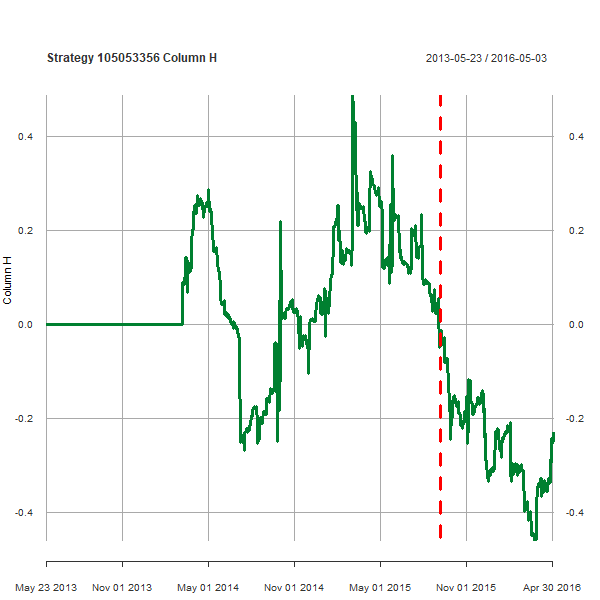 Strategy 105053356 Column H
2013-05-23 / 2016-05-03
0.4 0.4
0.2 0.2
0.0 0.0
-0.2 -0.2
-0.4 -0.4
Column H
May 23 2013 Nov 01 2013 May 01 2014 Nov 01 2014 May 01 2015 Nov 01 2015 Apr 30 2016